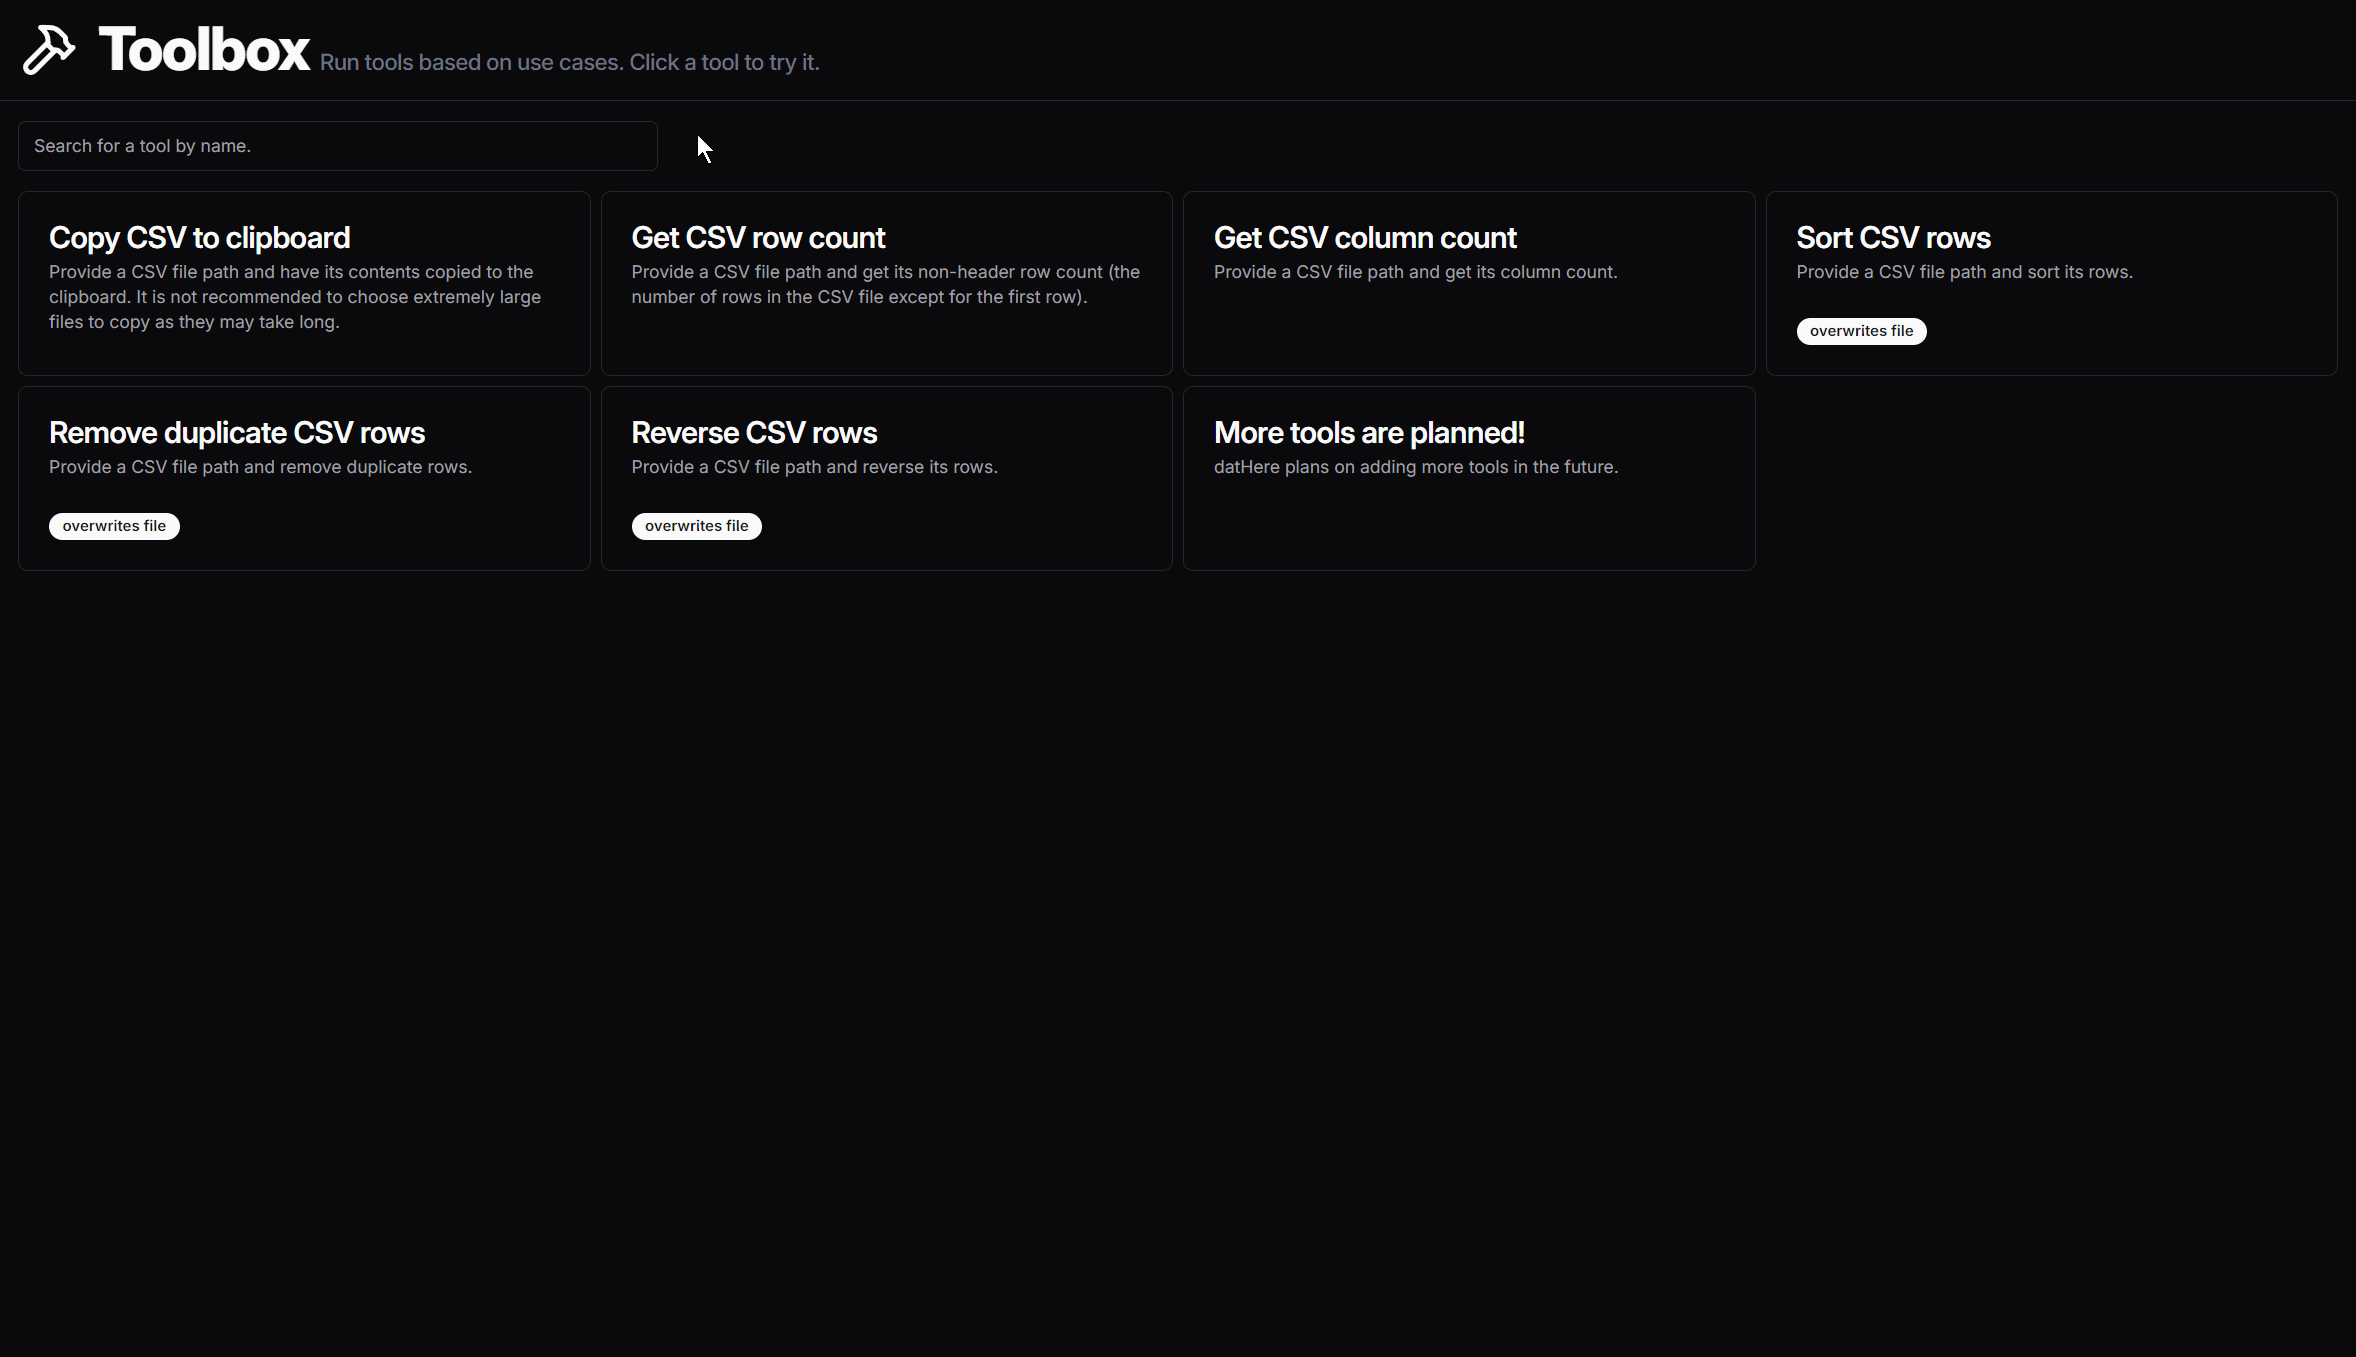 Toolbox Run tools based on use cases. Click a tool to try it.
Search for a tool by name.
Copy CSV to clipboard
Provide a CSV file path and have its contents copied to the
clipboard. It is not recommended to choose extremely large
files to copy as they may take long.
Get CSV row count
Provide a CSV file path and get its non-header row count (the
number of rows in the CSV file except for the first row).
Get CSV column count
Provide a CSV file path and get its column count.
Sort CSV rows
Provide a CSV file path and sort its rows.
overwrites file
Remove duplicate CSV rows
Provide a CSV file path and remove duplicate rows.
overwrites file
Reverse CSV rows
Provide a CSV file path and reverse its rows.
overwrites file
More tools are planned!
datHere plans on adding more tools in the future.